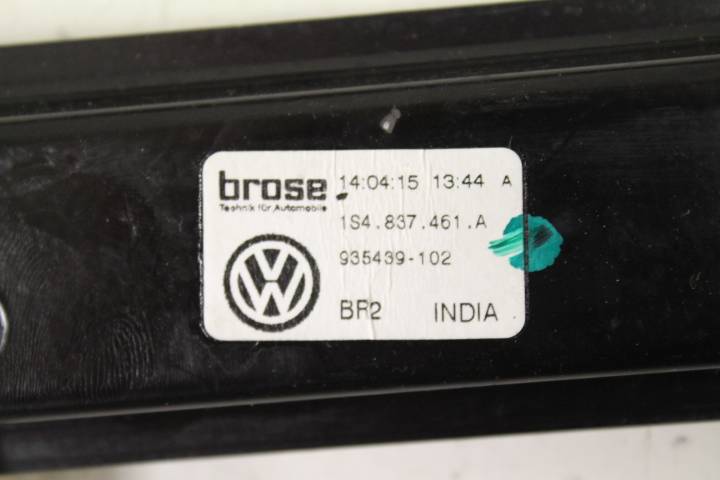 brose 14:04:15 13:44 A
Technik für Automobile
1S4.837.461.A
935439-102
BR2 INDIA